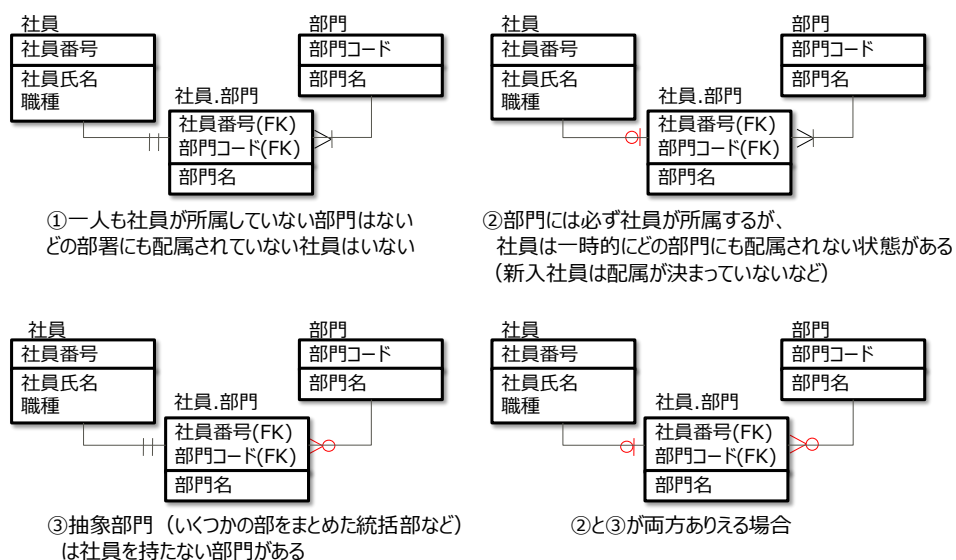 社員
社員番号
社員氏名
職種
部門
部門コード
部門名
社員.部門
社員番号(FK)
部門コード(FK)
部門名
①一人も社員が所属していない部門はない
どの部署にも配属されていない社員はいない
社員
社員番号
社員氏名
職種
部門
部門コード
部門名
社員.部門
社員番号(FK)
部門コード(FK)
部門名
②部門には必ず社員が所属するが、
社員は一時的にどの部門にも配属されない状態がある
（新入社員は配属が決まっていないなど）
社員
社員番号
社員氏名
職種
部門
部門コード
部門名
社員.部門
社員番号(FK)
部門コード(FK)
部門名
③抽象部門（いくつかの部をまとめた統括部など）
は社員を持たない部門がある
社員
社員番号
社員氏名
職種
部門
部門コード
部門名
社員.部門
社員番号(FK)
部門コード(FK)
部門名
②と③が両方ありえる場合